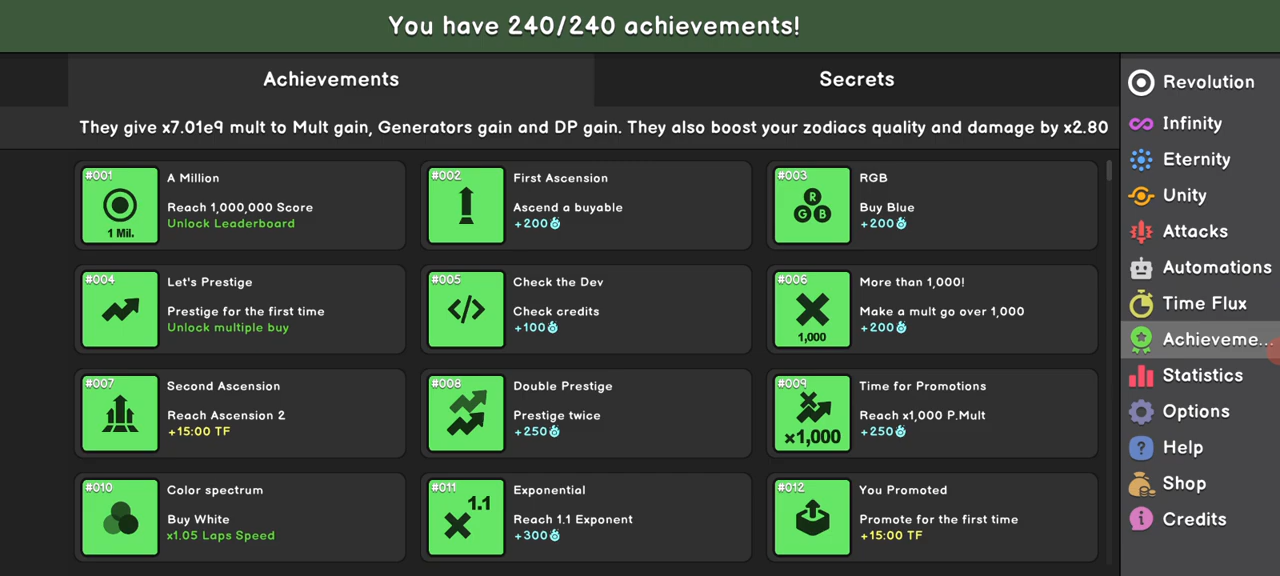 You have 240/240 achievements!
Achievements
Secrets
They give x7.01e9 mult to Mult gain, Generators gain and DP gain. They also boost your zodiacs quality and damage by x2.80
#001
1 Mil.
A Million
Reach 1,000,000 Score
Unlock Leaderboard
#002
First Ascension
Ascend a buyable
+200
#003
R
G B
RGB
Buy Blue
+200
#004
Let's Prestige
Prestige for the first time
Unlock multiple buy
#005
</>
Check the Dev
Check credits
+100
#006
1,000
More than 1,000!
Make a mult go over 1,000
+200
#007
Second Ascension
Reach Ascension 2
+15:00 TF
#008
Double Prestige
Prestige twice
+250
#009
x1,000
Time for Promotions
Reach x1,000 P.Mult
+250
#010
Color spectrum
Buy White
x1.05 Laps Speed
#011
1.1
Exponential
Reach 1.1 Exponent
+300
#012
You Promoted
Promote for the first time
+15:00 TF
Revolution
Infinity
Eternity
Unity
Attacks
Automations
Time Flux
Achieveme...
Statistics
Options
? Help
Shop
i Credits